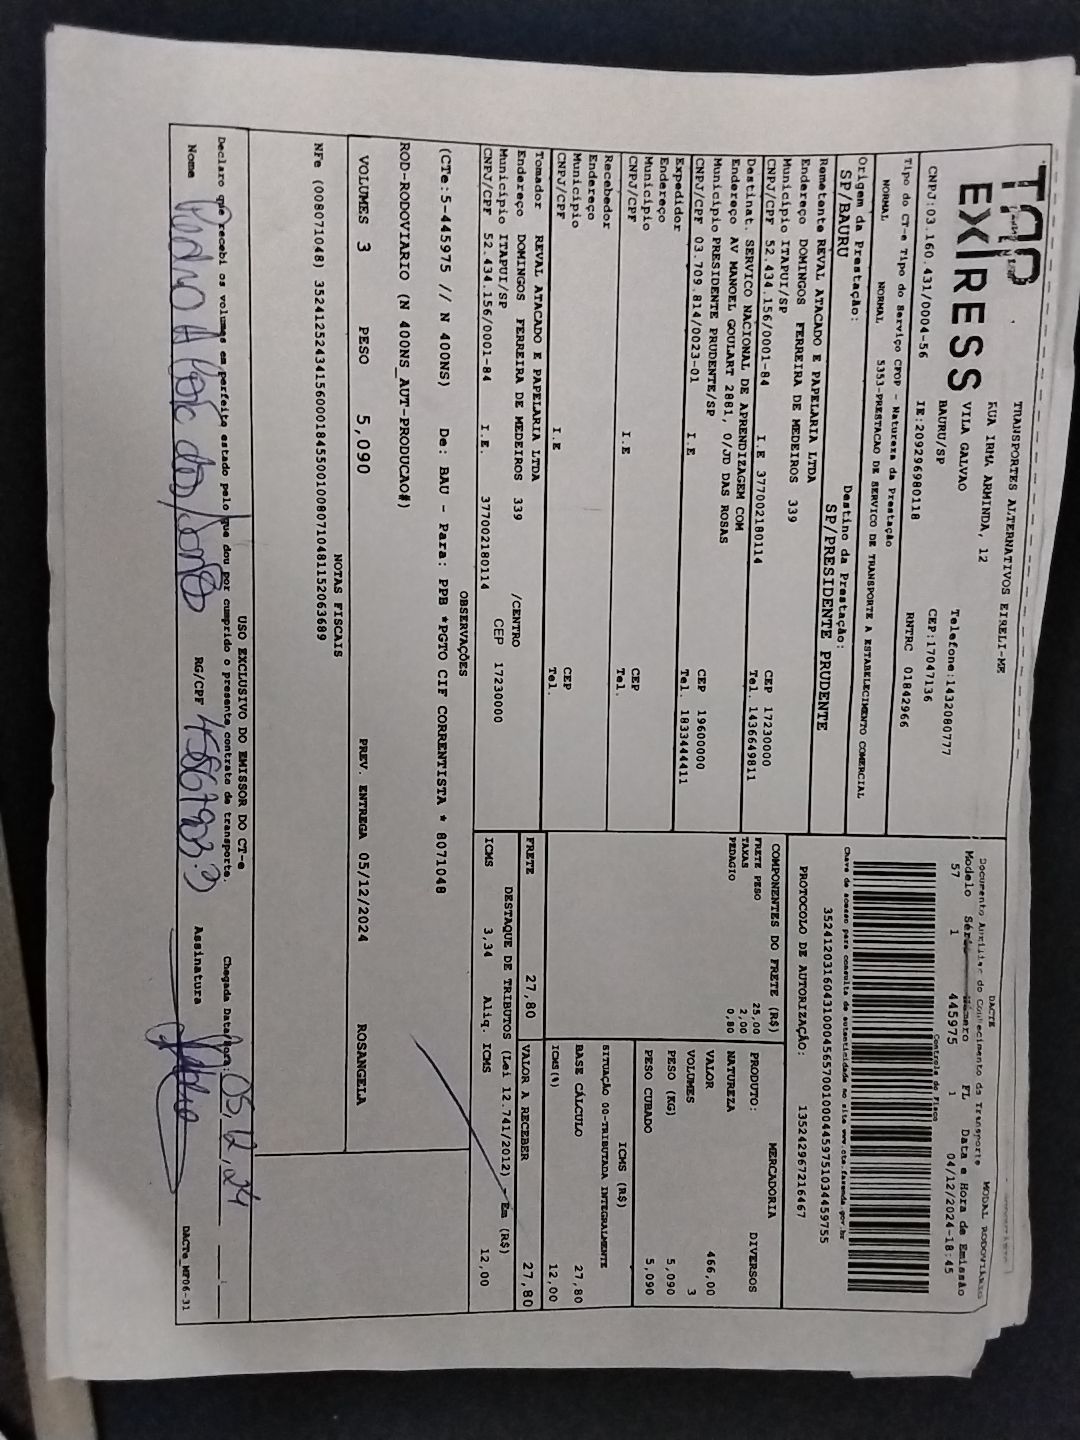 TAP
EXPRESS
TRANSPORTES ALTERNATIVOS EIRELI-ME
RUA IRMA ARMINDA, 12
VILA GALVAO
BAURU/SP
Telefone:1432080777
CEP:17047136
CNPJ:03.160.431/0004-56 IE:209296980118 RNTRC 01842966
Tipo do CT-e Tipo do Serviço CFOP - Natureza da Prestação
NORMAL NORMAL 5353-PRESTACAO DE SERVICO DE TRANSPORTE A ESTABELECIMENTO COMERCIAL
Origem da Prestação: Destino da Prestação:
SP/BAURU SP/PRESIDENTE PRUDENTE
Remetente REVAL ATACADO E PAPELARIA LTDA
Endereço DOMINGOS FERREIRA DE MEDEIROS 339
Município ITAPUI/SP CEP 17230000
CNPJ/CPF 52.434.156/0001-84 I.E 377002180114 Tel. 1436649811
Destinat. SERVICO NACIONAL DE APRENDIZAGEM COM
Endereço AV MANOEL GOULART 2881, 0/JD DAS ROSAS
Município PRESIDENTE PRUDENTE/SP CEP 19600000
CNPJ/CPF 03.709.814/0023-01 I.E Tel. 1833444411
Expedidor
Endereço
Município CEP
CNPJ/CPF I.E Tel.
Recebedor
Endereço
Município CEP
CNPJ/CPF I.E Tel.
Tomador REVAL ATACADO E PAPELARIA LTDA
Endereço DOMINGOS FERREIRA DE MEDEIROS 339 /CENTRO
Município ITAPUI/SP CEP 17230000
CNPJ/CPF 52.434.156/0001-84 I.E. 377002180114
DACTE MODAL RODOVIÁRIO
Documento Auxiliar do Conhecimento de Transporte
Modelo Série Número FL Data e Hora de Emissão
57 1 445975 1 04/12/2024-18:45
Controle do Fisco
Chave de acesso para consulta de autenticidade no site www.cte.fazenda.gov.br
35241203160431000456570010004459751034459755
PROTOCOLO DE AUTORIZAÇÃO: 135242967216467
COMPONENTES DO FRETE (R$)
FRETE PESO 25,00
TAXAS 2,00
PEDAGIO 0,80
MERCADORIA
PRODUTO: DIVERSOS
NATUREZA
VALOR 466,00
VOLUMES 3
PESO (KG) 5,090
PESO CUBADO 5,090
ICMS (R$)
SITUAÇÃO 00-TRIBUTADA INTEGRALMENTE
BASE CÁLCULO 27,80
ICMS(%) 12,00
FRETE 27,80 VALOR A RECEBER 27,80
DESTAQUE DE TRIBUTOS (Lei 12.741/2012) - Em (R$)
ICMS 3,34 Aliq. ICMS 12,00
OBSERVAÇÕES
(CTe:5-445975 // N 400NS) De: BAU - Para: PPB *PGTO CIF CORRENTISTA * 8071048
ROD-RODOVIARIO (N 400NS_AUT-PRODUCAO#)
VOLUMES 3 PESO 5,090 PREV. ENTREGA 05/12/2024 ROSANGELA
NOTAS FISCAIS
NFe (008071048) 35241252434156000184550010080710481152063689
USO EXCLUSIVO DO EMISSOR DO CT-e
Declaro que recebi os volumes em perfeito estado pelo que dou por cumprido o presente contrato de transporte.
Chegada Data/Hora: 05,12,24
Nome Pedro A RG/CPF Assinatura
DACTe_MF06-31